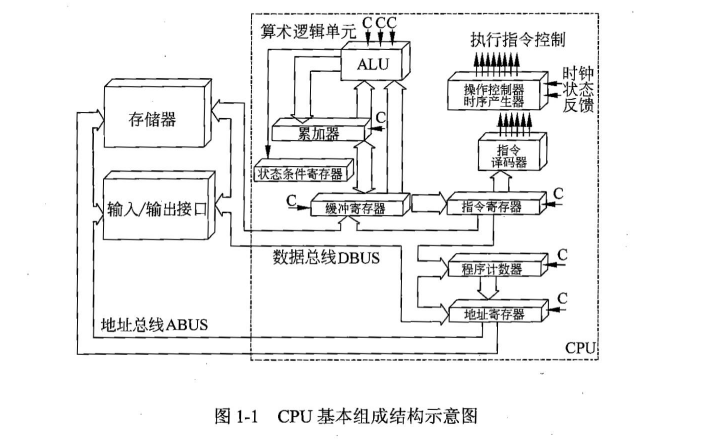 算术逻辑单元
C CC
ALU
执行指令控制
操作控制器
时序产生器
时钟
状态
反馈
存储器
累加器
C
指令
译码器
状态条件寄存器
输入/输出接口
C
缓冲寄存器
指令寄存器
C
数据总线DBUS
程序计数器
C
地址寄存器
C
地址总线ABUS
CPU
图 1-1 CPU 基本组成结构示意图